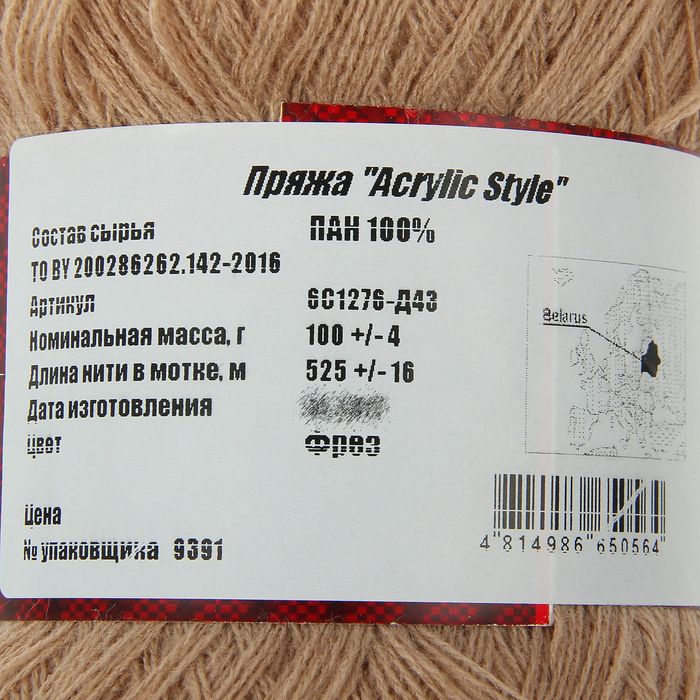 Пряжа "Acrylic Style"
Состав сырья ПАН 100%
ТО BY 200286262.142-2016
Артикул 6С1276-Д43
Номинальная масса, г 100 +/- 4
Длина нити в мотке, м 525 +/- 16
Дата изготовления
Цвет Фрез
Belarus
Цена
№ упаковщика 9391
4 814986 650564